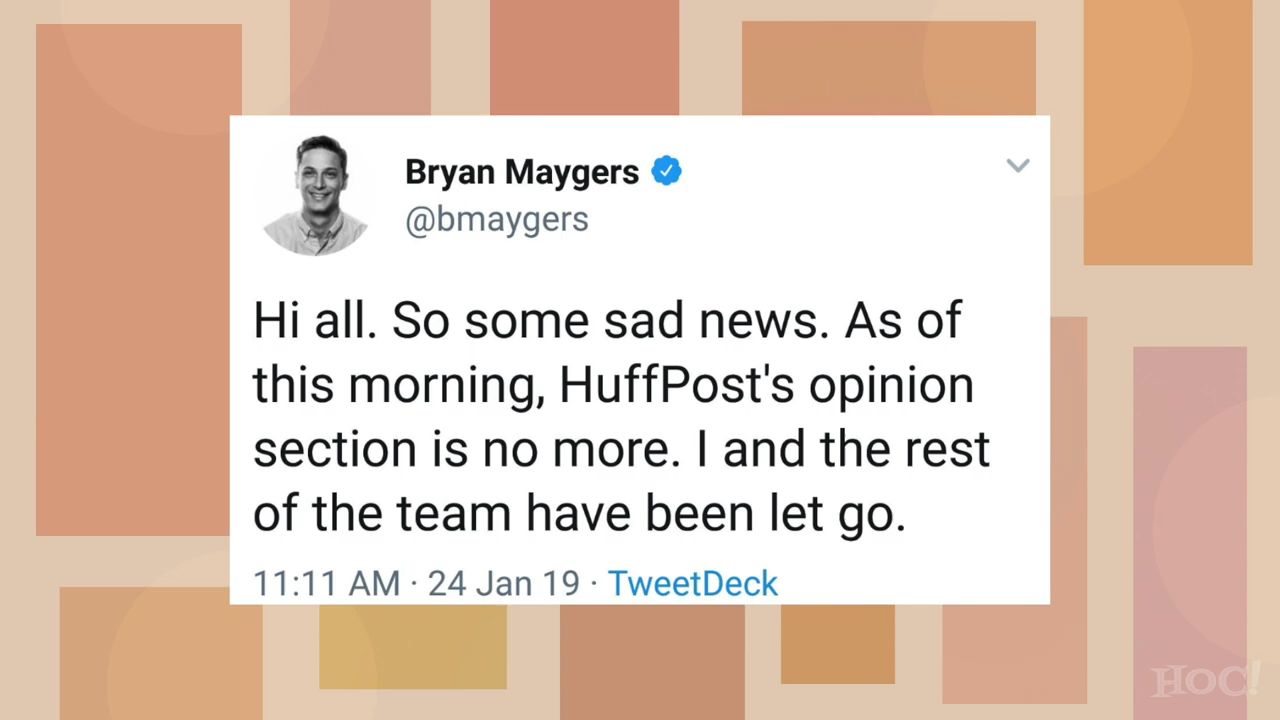 Bryan Maygers
@bmaygers
Hi all. So some sad news. As of
this morning, HuffPost's opinion
section is no more. I and the rest
of the team have been let go.
11:11 AM · 24 Jan 19 · TweetDeck
HOC!